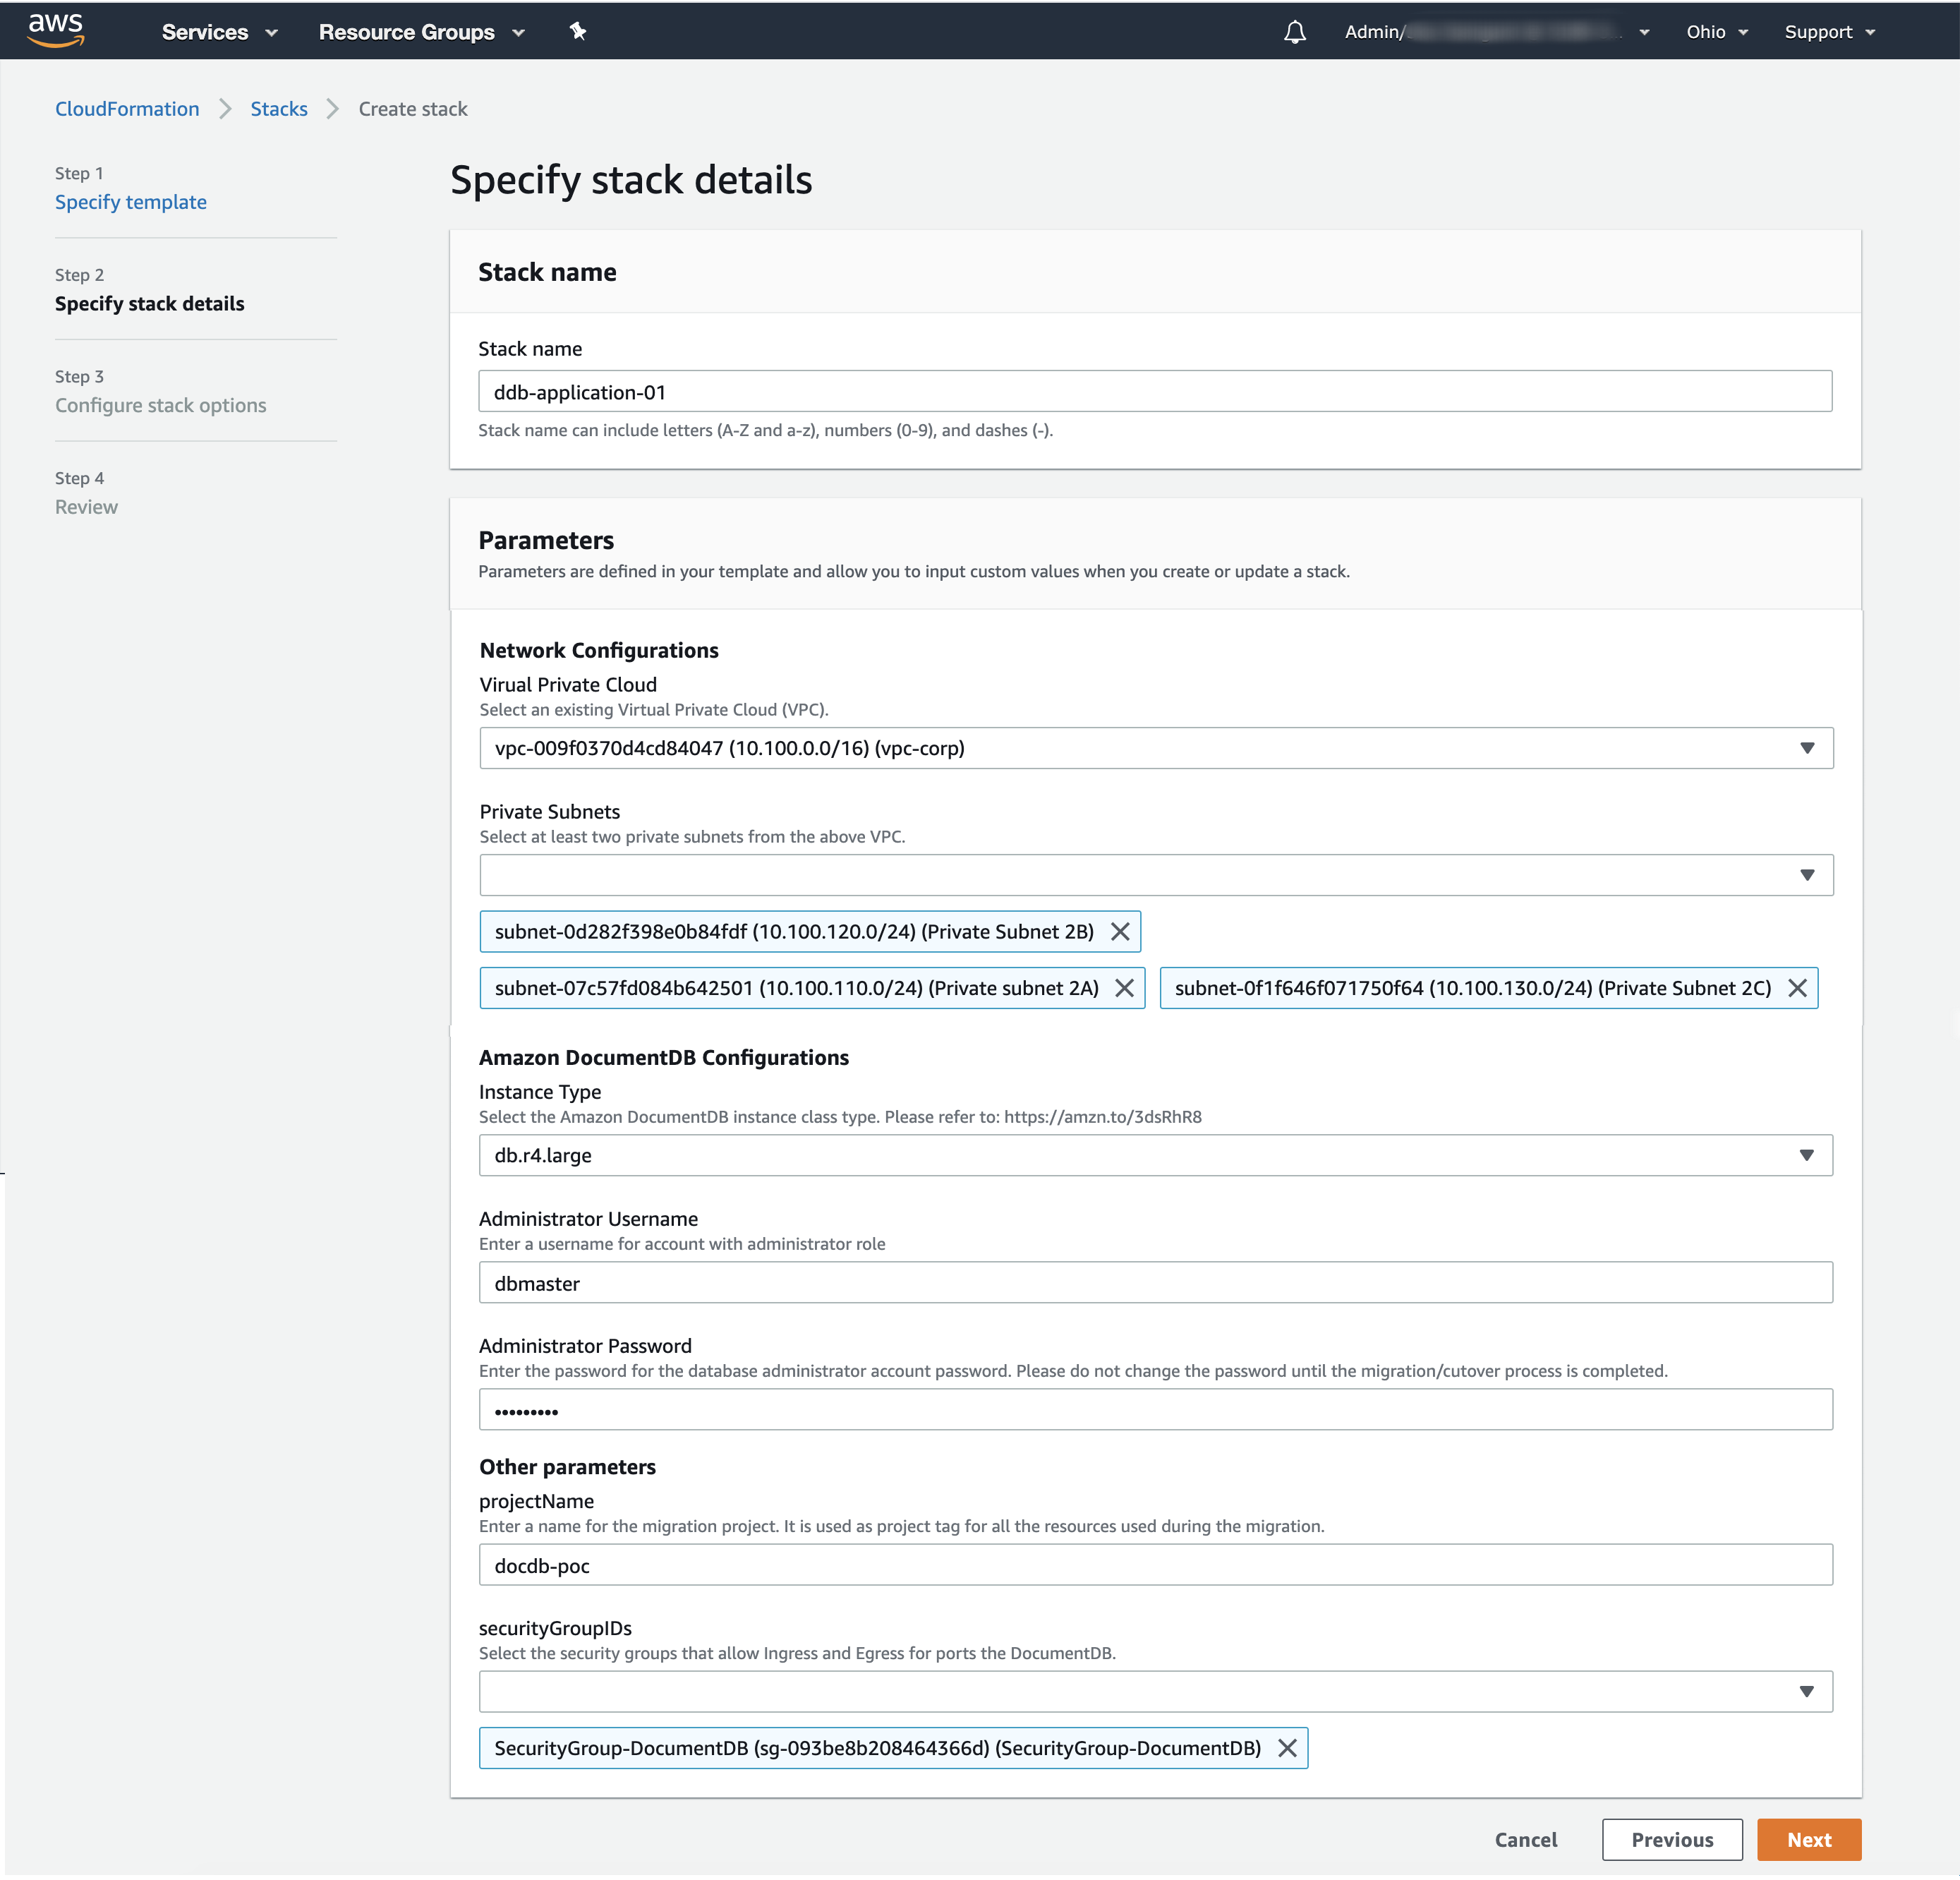 aws Services Resource Groups Admin/ Ohio Support
CloudFormation Stacks Create stack
Step 1
Specify template
Step 2
Specify stack details
Step 3
Configure stack options
Step 4
Review
Specify stack details
Stack name
Stack name
ddb-application-01
Stack name can include letters (A-Z and a-z), numbers (0-9), and dashes (-).
Parameters
Parameters are defined in your template and allow you to input custom values when you create or update a stack.
Network Configurations
Virual Private Cloud
Select an existing Virtual Private Cloud (VPC).
vpc-009f0370d4cd84047 (10.100.0.0/16) (vpc-corp)
Private Subnets
Select at least two private subnets from the above VPC.
subnet-0d282f398e0b84fdf (10.100.120.0/24) (Private Subnet 2B)
subnet-07c57fd084b642501 (10.100.110.0/24) (Private subnet 2A) subnet-0f1f646f071750f64 (10.100.130.0/24) (Private Subnet 2C)
Amazon DocumentDB Configurations
Instance Type
Select the Amazon DocumentDB instance class type. Please refer to: https://amzn.to/3dsRhR8
db.r4.large
Administrator Username
Enter a username for account with administrator role
dbmaster
Administrator Password
Enter the password for the database administrator account password. Please do not change the password until the migration/cutover process is completed.
•••••••••
Other parameters
projectName
Enter a name for the migration project. It is used as project tag for all the resources used during the migration.
docdb-poc
securityGroupIDs
Select the security groups that allow Ingress and Egress for ports the DocumentDB.
SecurityGroup-DocumentDB (sg-093be8b208464366d) (SecurityGroup-DocumentDB)
Cancel Previous Next